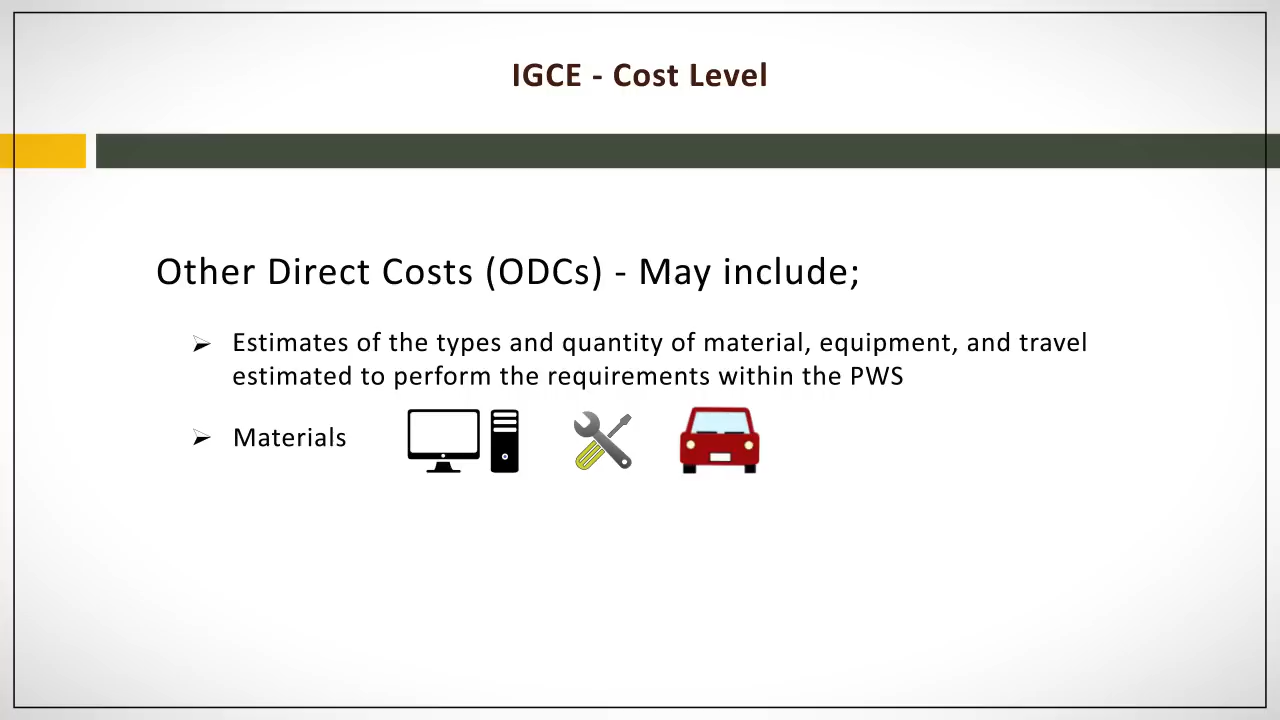 IGCE - Cost Level
Other Direct Costs (ODCs) - May include;
Estimates of the types and quantity of material, equipment, and travel
estimated to perform the requirements within the PWS
Materials